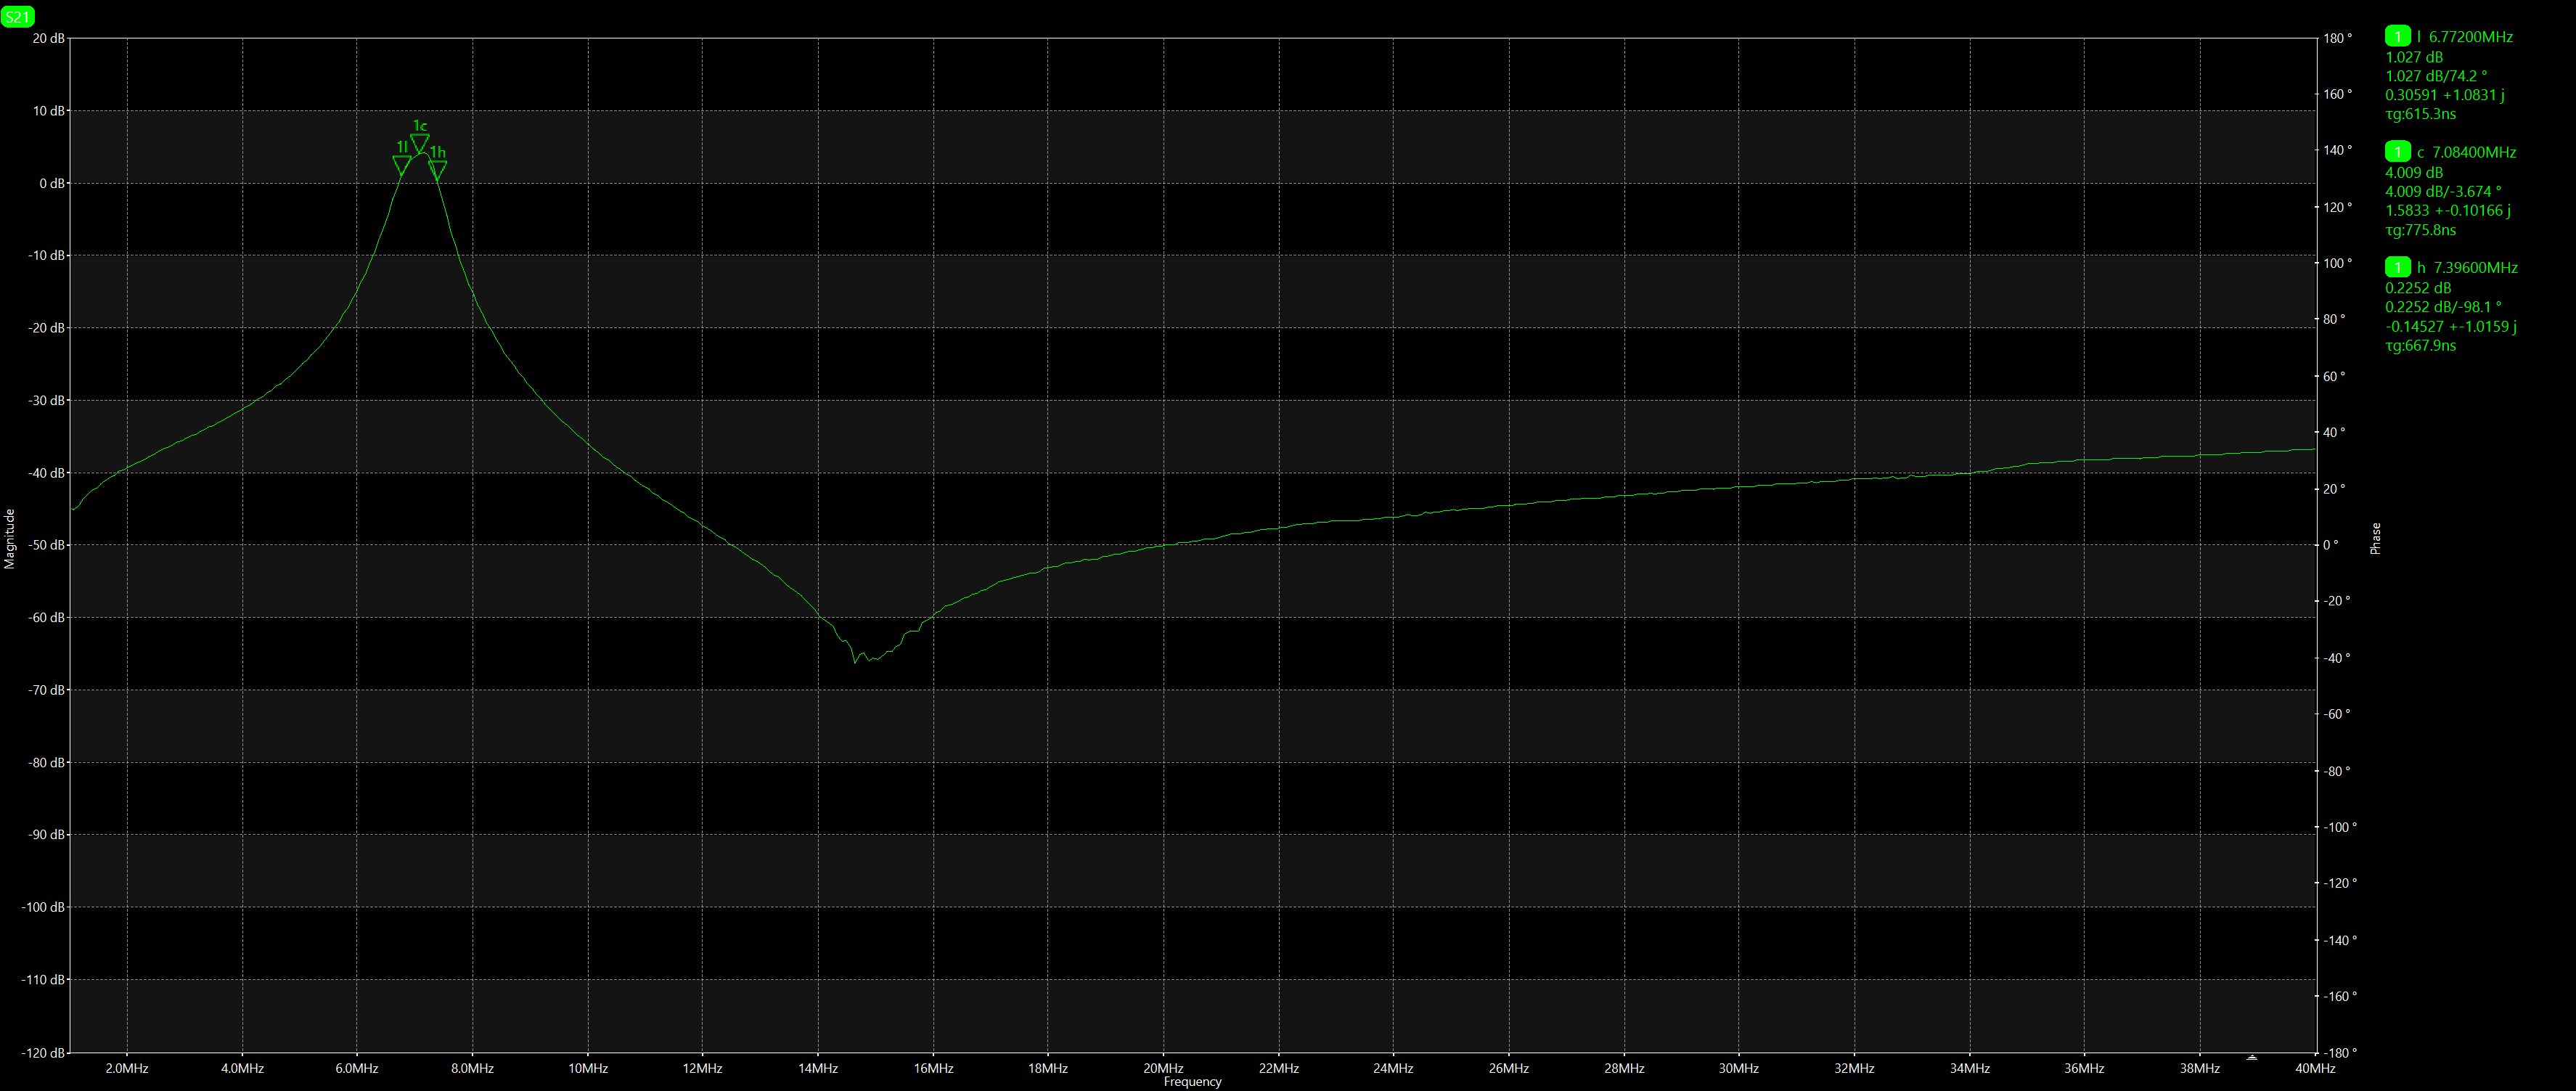 S21
20 dB
10 dB
0 dB
-10 dB
-20 dB
-30 dB
-40 dB
-50 dB
-60 dB
-70 dB
-80 dB
-90 dB
-100 dB
-110 dB
-120 dB
Magnitude
1l
1c
1h
2.0MHz
4.0MHz
6.0MHz
8.0MHz
10MHz
12MHz
14MHz
16MHz
18MHz
20MHz
22MHz
24MHz
26MHz
28MHz
30MHz
32MHz
34MHz
36MHz
38MHz
40MHz
Frequency
180 °
160 °
140 °
120 °
100 °
80 °
60 °
40 °
20 °
0 °
-20 °
-40 °
-60 °
-80 °
-100 °
-120 °
-140 °
-160 °
-180 °
Phase
1 l 6.77200MHz
1.027 dB
1.027 dB/74.2 °
0.30591 +1.0831 j
τg:615.3ns
1 c 7.08400MHz
4.009 dB
4.009 dB/-3.674 °
1.5833 +-0.10166 j
τg:775.8ns
1 h 7.39600MHz
0.2252 dB
0.2252 dB/-98.1 °
-0.14527 +-1.0159 j
τg:667.9ns